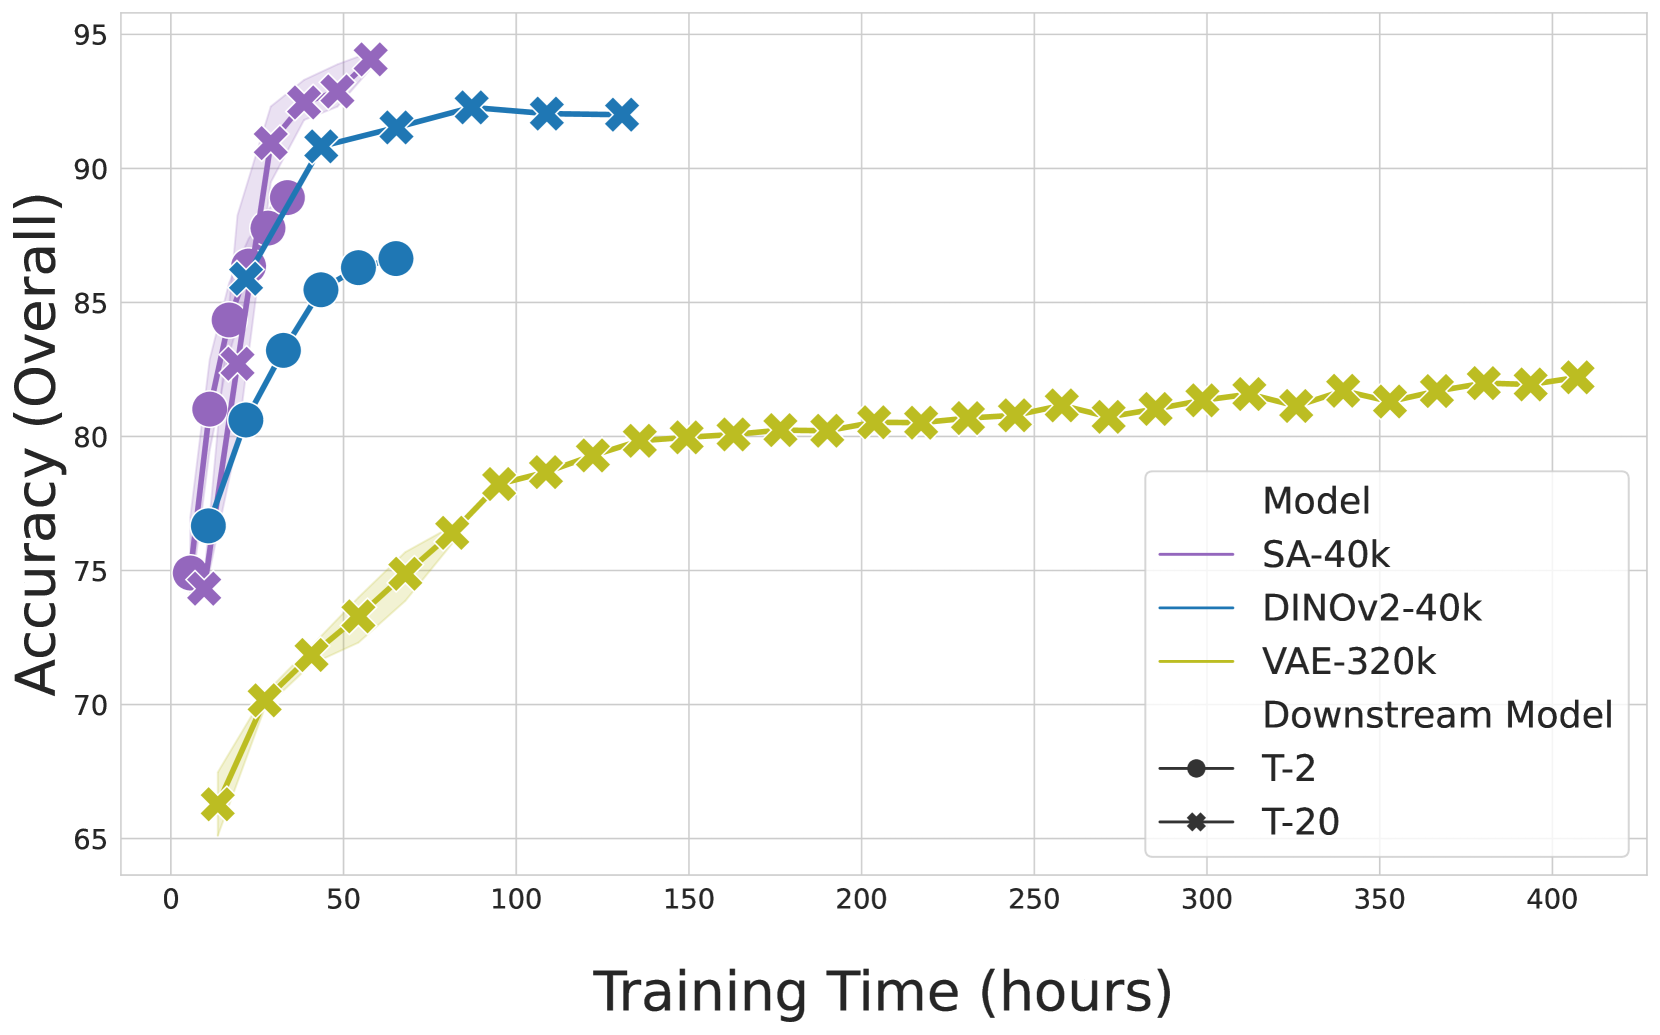 95
90
85
80
75
70
65
Accuracy (Overall)
Model
SA-40k
DINOv2-40k
VAE-320k
Downstream Model
T-2
T-20
0 50 100 150 200 250 300 350 400
Training Time (hours)